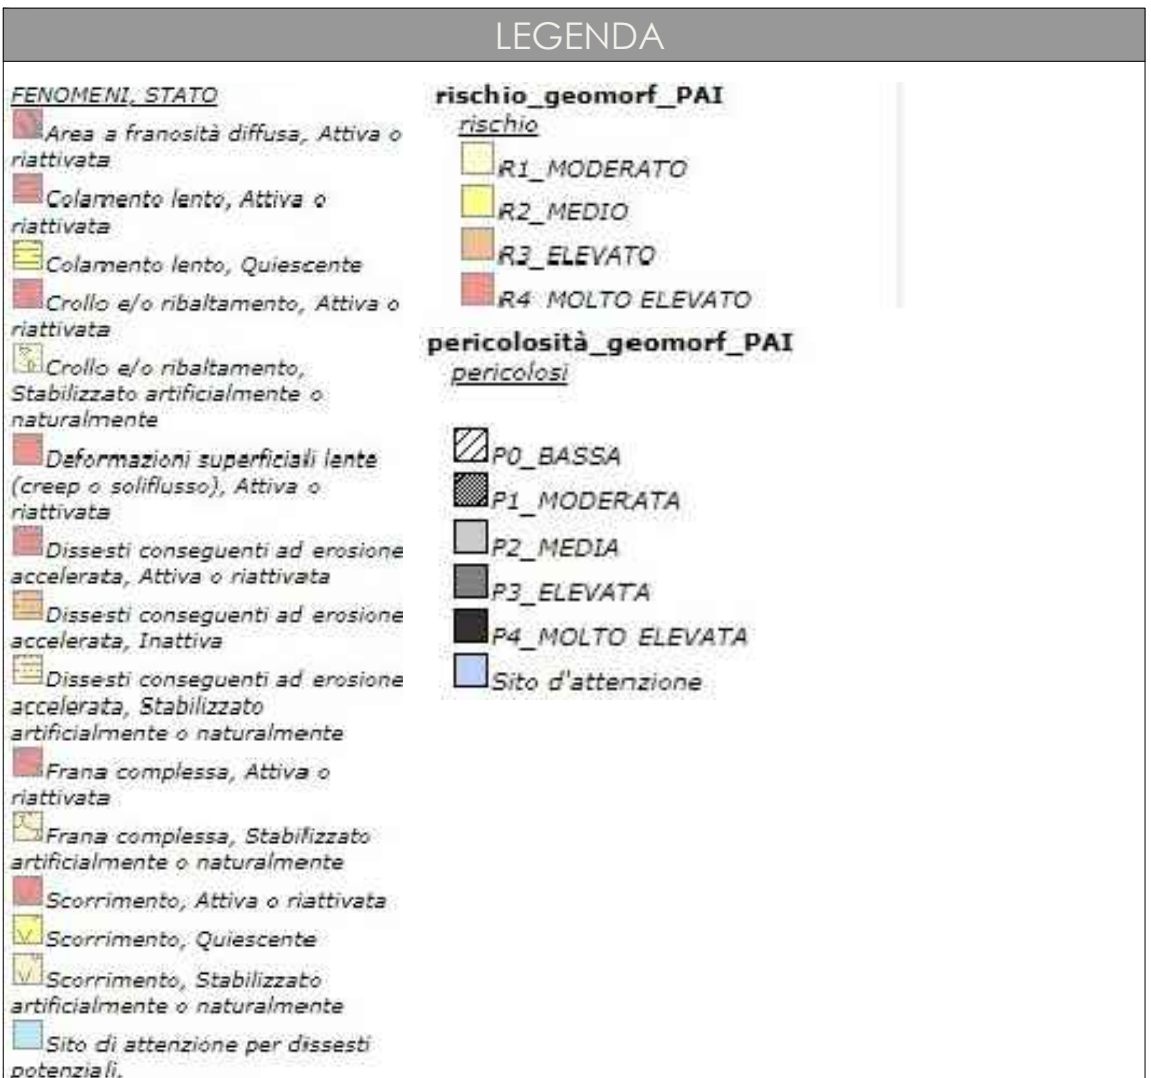 LEGENDA
FENOMENI, STATO
Area a franosità diffusa, Attiva o
riattivata
Colamento lento, Attiva o
riattivata
Colamento lento, Quiescente
Crollo e/o ribaltamento, Attiva o
riattivata
Crollo e/o ribaltamento,
Stabilizzato artificialmente o
naturalmente
Deformazioni superficiali lente
(creep o soliflusso), Attiva o
riattivata
Dissesti conseguenti ad erosione
accelerata, Attiva o riattivata
Dissesti conseguenti ad erosione
accelerata, Inattiva
Dissesti conseguenti ad erosione
accelerata, Stabilizzato
artificialmente o naturalmente
Frana complessa, Attiva o
riattivata
Frana complessa, Stabilizzato
artificialmente o naturalmente
Scorrimento, Attiva o riattivata
Scorrimento, Quiescente
Scorrimento, Stabilizzato
artificialmente o naturalmente
Sito di attenzione per dissesti
potenziali.
rischio_geomorf_PAI
rischio
R1_MODERATO
R2_MEDIO
R3_ELEVATO
R4_MOLTO ELEVATO
pericolosità_geomorf_PAI
pericolosi
P0_BASSA
P1_MODERATA
P2_MEDIA
P3_ELEVATA
P4_MOLTO ELEVATA
Sito d'attenzione